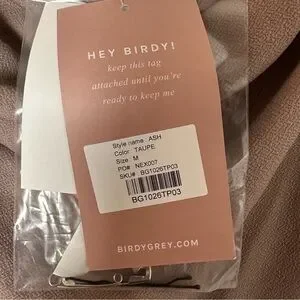 HEY BIRDY!
keep this tag
attached until you're
ready to keep me
Style name: ASH
Color: TAUPE
Size: M
PO# NEX007
SKU# BG1026TP03
BG1026TP03
BIRDYGREY.COM